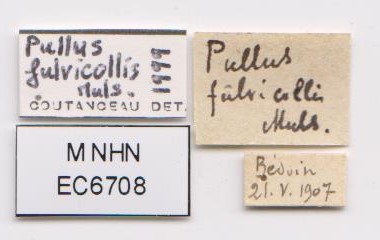 Pullus
fulvicollis
Muls.
1999
COUTANCEAU DET.
MNHN
EC6708
Pullus
fulvicollis
Muls.
Bédoin
21.V.1907